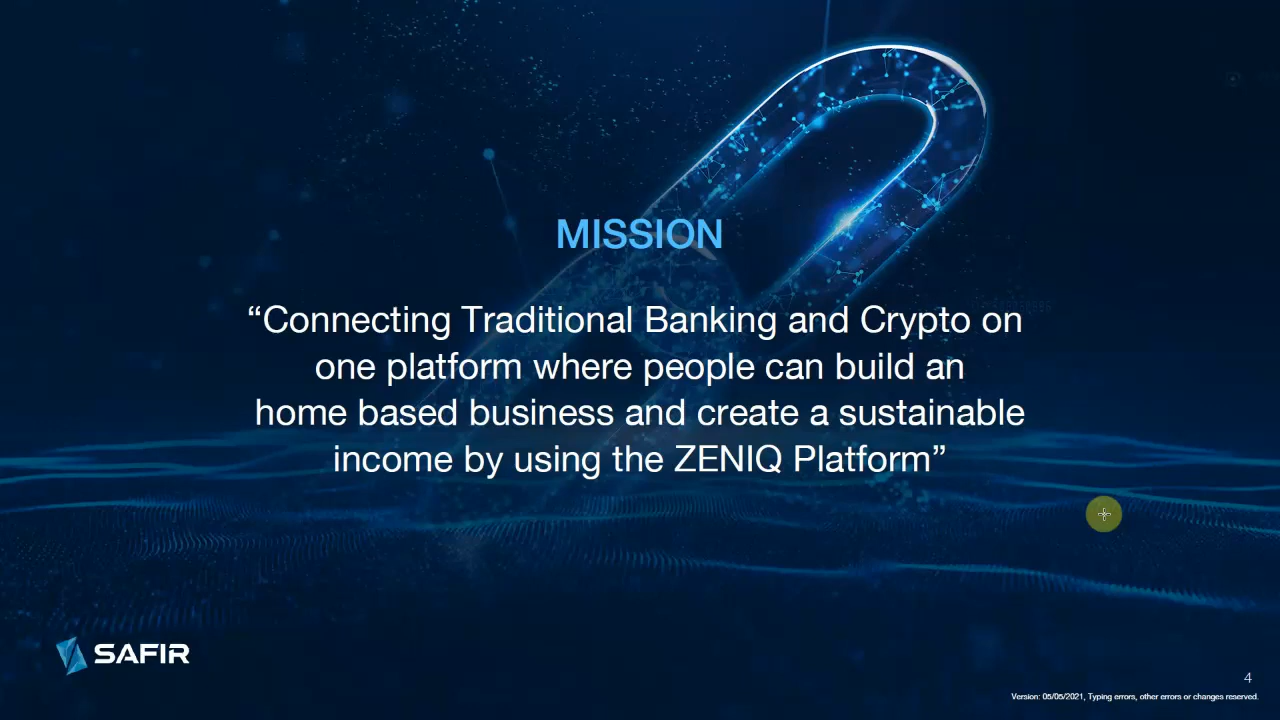 MISSION
“Connecting Traditional Banking and Crypto on
one platform where people can build an
home based business and create a sustainable
income by using the ZENIQ Platform”
SAFIR
4
Version: 05/05/2021, Typing errors, other errors or changes reserved.